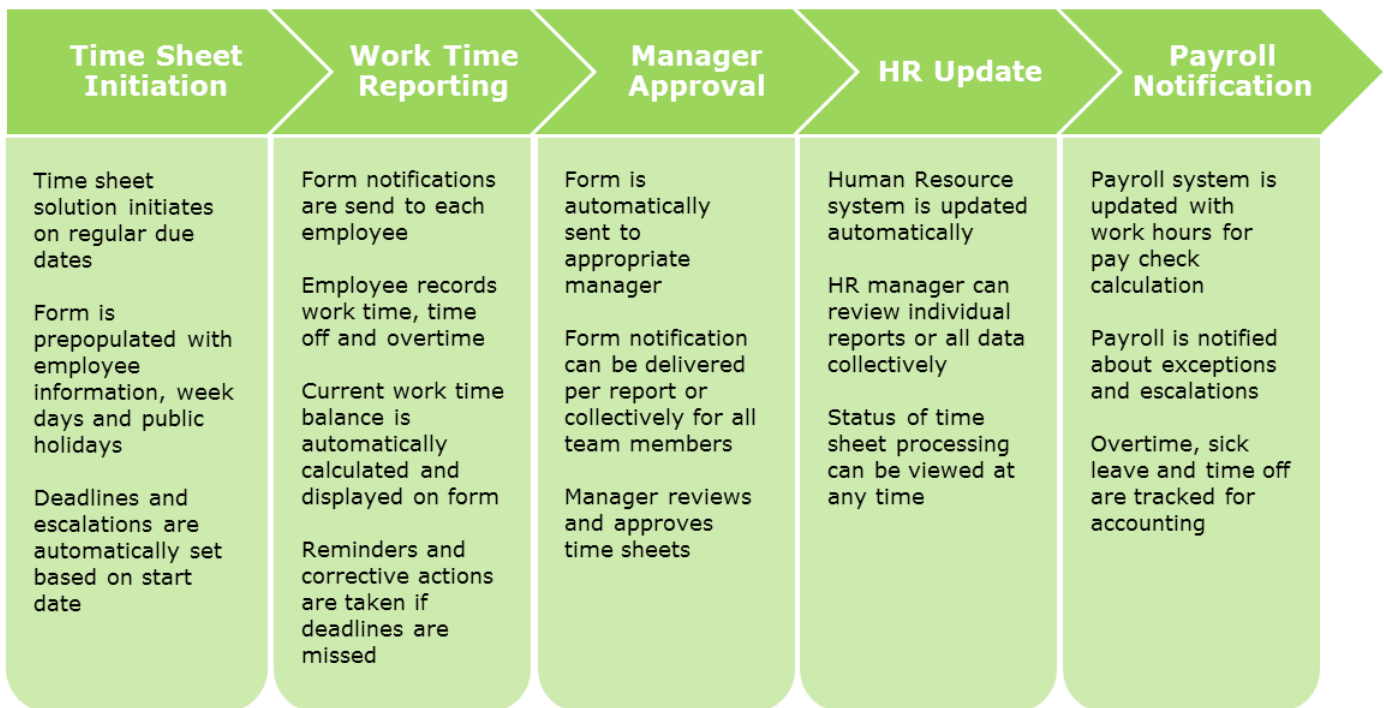 Time Sheet
Initiation
Work Time
Reporting
Manager
Approval
HR Update
Payroll
Notification
Time sheet
solution initiates
on regular due
dates
Form is
prepopulated with
employee
information, week
days and public
holidays
Deadlines and
escalations are
automatically set
based on start
date
Form notifications
are send to each
employee
Employee records
work time, time
off and overtime
Current work time
balance is
automatically
calculated and
displayed on form
Reminders and
corrective actions
are taken if
deadlines are
missed
Form is
automatically
sent to
appropriate
manager
Form notification
can be delivered
per report or
collectively for all
team members
Manager reviews
and approves
time sheets
Human Resource
system is updated
automatically
HR manager can
review individual
reports or all data
collectively
Status of time
sheet processing
can be viewed at
any time
Payroll system is
updated with
work hours for
pay check
calculation
Payroll is notified
about exceptions
and escalations
Overtime, sick
leave and time off
are tracked for
accounting